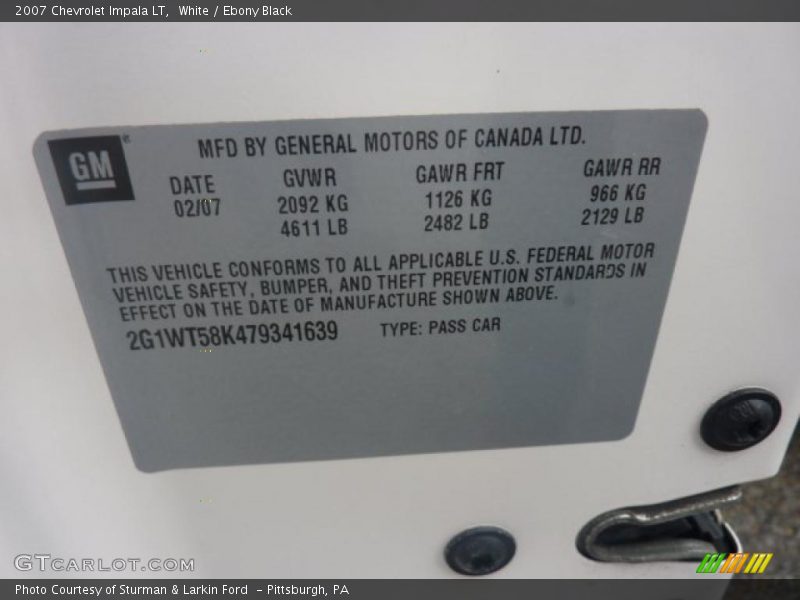 2007 Chevrolet Impala LT, White / Ebony Black
GM
MFD BY GENERAL MOTORS OF CANADA LTD.
DATE GVWR GAWR FRT GAWR RR
02/07 2092 KG 1126 KG 966 KG
4611 LB 2482 LB 2129 LB
THIS VEHICLE CONFORMS TO ALL APPLICABLE U.S. FEDERAL MOTOR
VEHICLE SAFETY, BUMPER, AND THEFT PREVENTION STANDARDS IN
EFFECT ON THE DATE OF MANUFACTURE SHOWN ABOVE.
2G1WT58K479341639 TYPE: PASS CAR
GTCARLOT.COM
Photo Courtesy of Sturman & Larkin Ford - Pittsburgh, PA